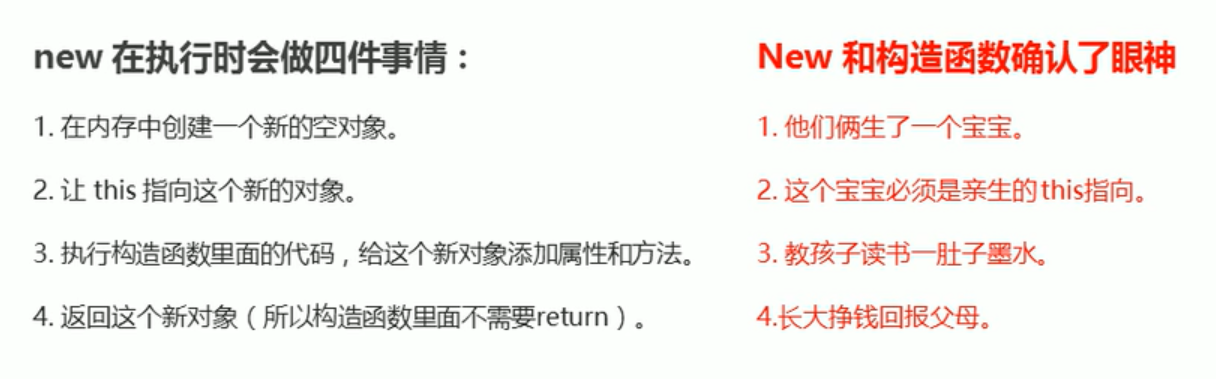 new 在执行时会做四件事情：
1. 在内存中创建一个新的空对象。
2. 让 this 指向这个新的对象。
3. 执行构造函数里面的代码，给这个新对象添加属性和方法。
4. 返回这个新对象（所以构造函数里面不需要return）。
New 和构造函数确认了眼神
1. 他们俩生了一个宝宝。
2. 这个宝宝必须是亲生的this指向。
3. 教孩子读书一肚子墨水。
4.长大挣钱回报父母。